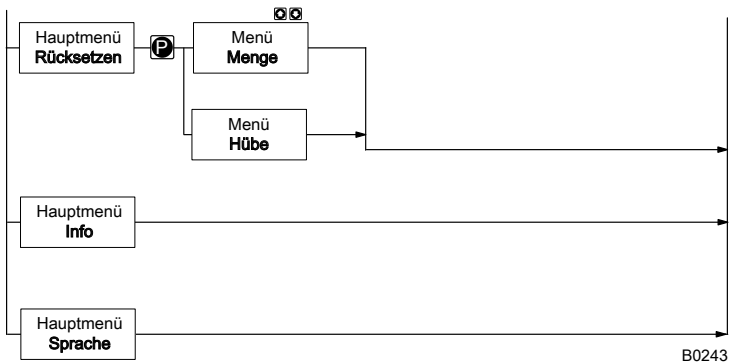 Hauptmenü
Rücksetzen
P
Menü
Menge
Menü
Hübe
Hauptmenü
Info
Hauptmenü
Sprache
B0243